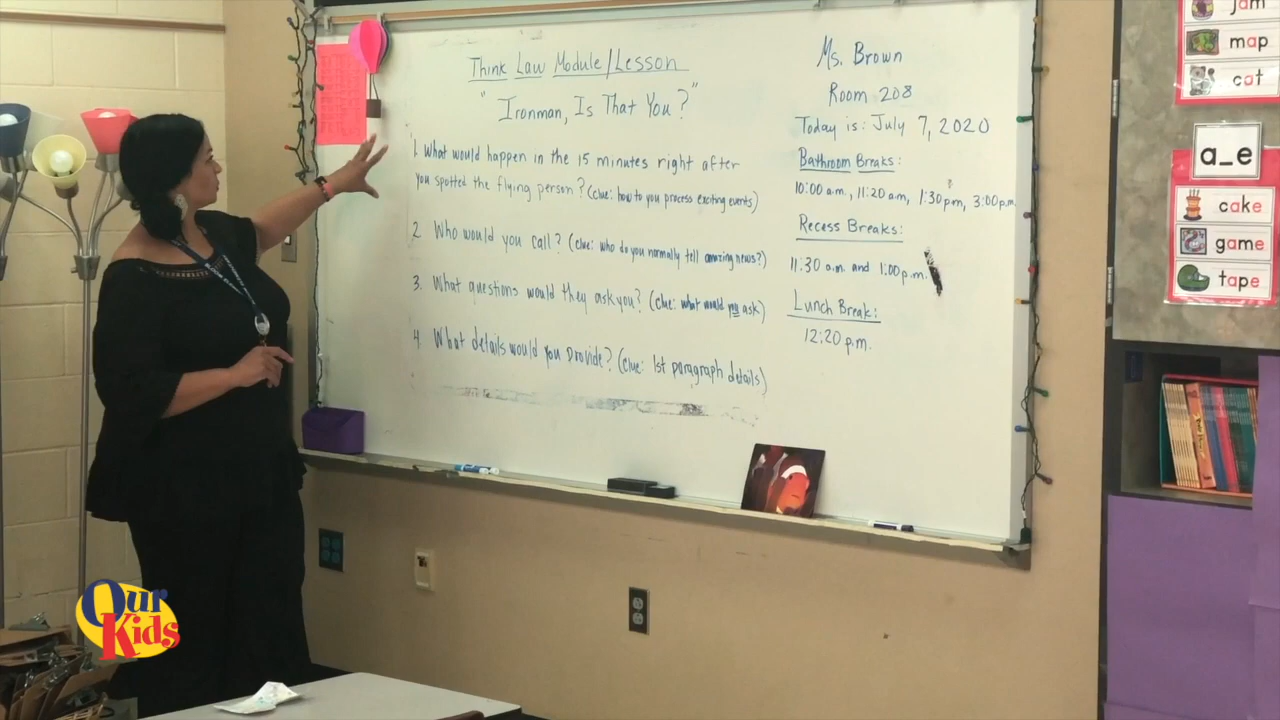 Think Law Module/Lesson
"Ironman, Is That You?"
1. What would happen in the 15 minutes right after
you spotted the flying person? (clue: how to you process exciting events)
2. Who would you call? (clue: who do you normally tell amazing news?)
3. What questions would they ask you? (clue: what would you ask)
4. What details would you provide? (clue: 1st paragraph details)
Ms. Brown
Room 208
Today is: July 7, 2020
Bathroom Breaks:
10:00 a.m, 11:20 am, 1:30 pm, 3:00 p.m.
Recess Breaks:
11:30 a.m. and 1:00 p.m.
Lunch Break:
12:20 p.m.
jam
map
cat
a_e
cake
game
tape
Our
Kids